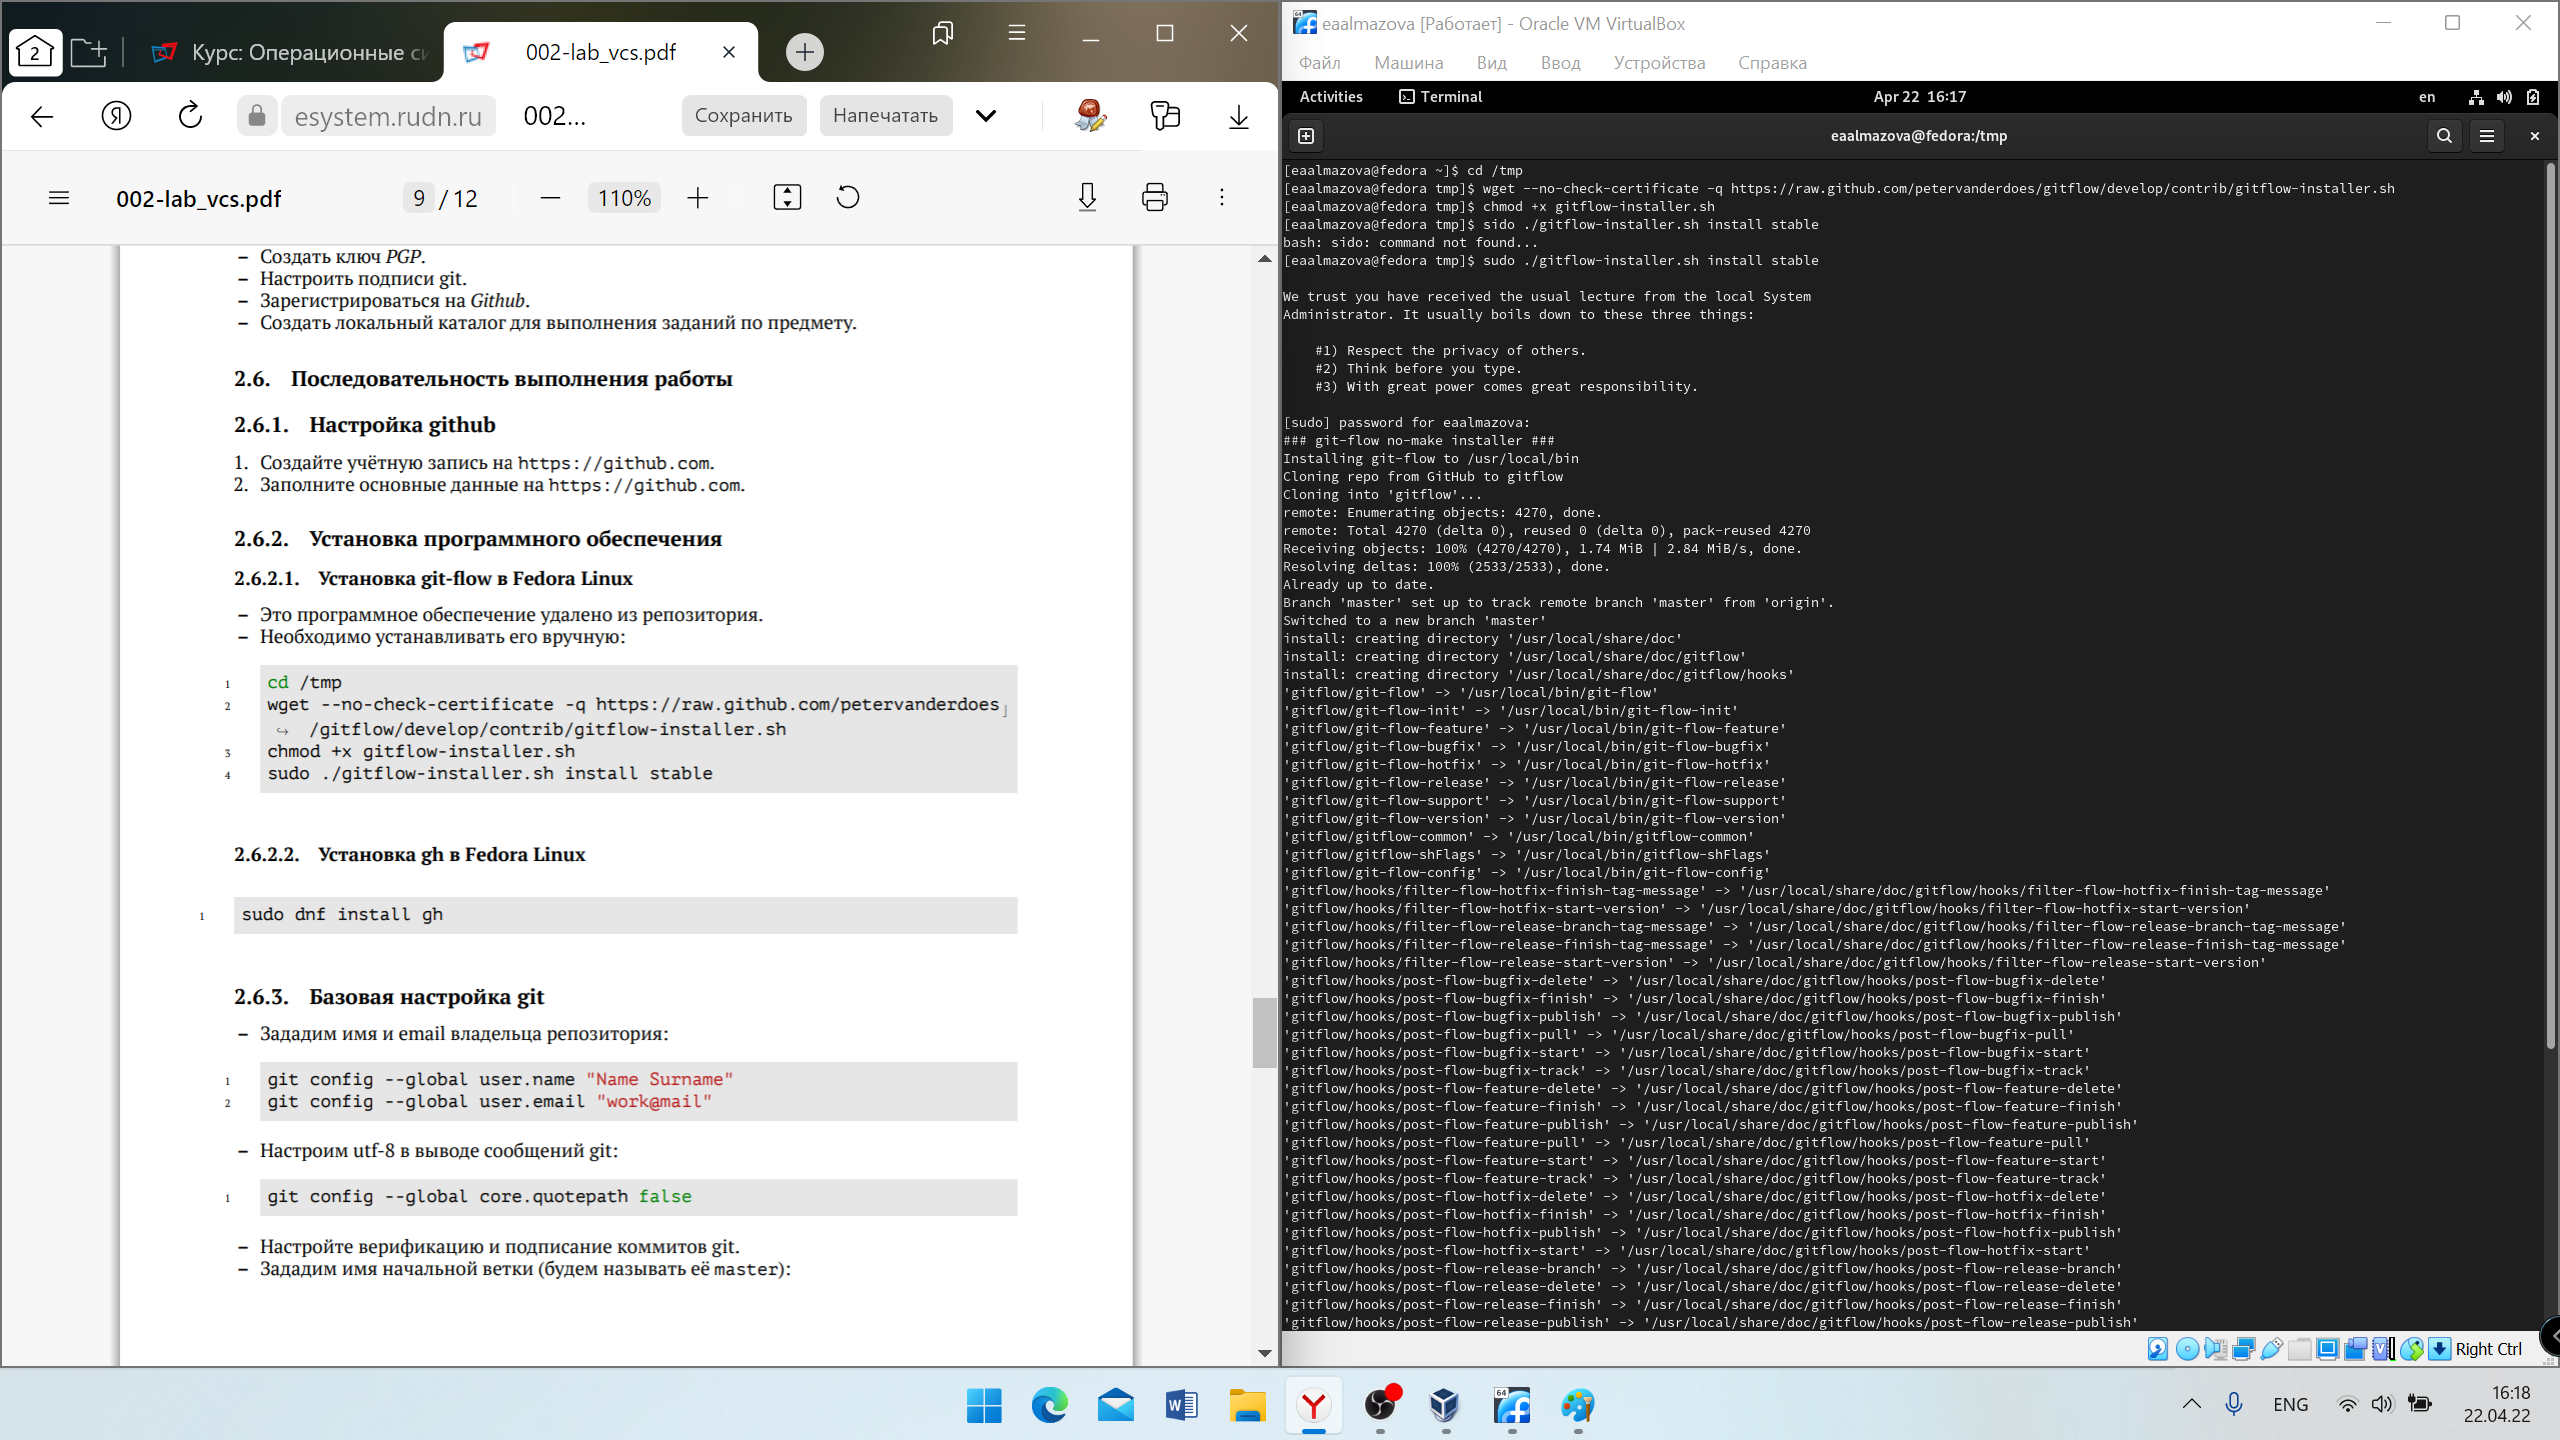 2
Курс: Операционные си
002-lab_vcs.pdf
esystem.rudn.ru
002...
Сохранить
Напечатать
002-lab_vcs.pdf
9 / 12
110%
– Создать ключ PGP.
– Настроить подписи git.
– Зарегистрироваться на Github.
– Создать локальный каталог для выполнения заданий по предмету.
2.6. Последовательность выполнения работы
2.6.1. Настройка github
1. Создайте учётную запись на https://github.com.
2. Заполните основные данные на https://github.com.
2.6.2. Установка программного обеспечения
2.6.2.1. Установка git-flow в Fedora Linux
– Это программное обеспечение удалено из репозитория.
– Необходимо устанавливать его вручную:
1 cd /tmp
2 wget --no-check-certificate -q https://raw.github.com/petervanderdoes
↪ /gitflow/develop/contrib/gitflow-installer.sh
3 chmod +x gitflow-installer.sh
4 sudo ./gitflow-installer.sh install stable
2.6.2.2. Установка gh в Fedora Linux
1 sudo dnf install gh
2.6.3. Базовая настройка git
– Зададим имя и email владельца репозитория:
1 git config --global user.name "Name Surname"
2 git config --global user.email "work@mail"
– Настроим utf-8 в выводе сообщений git:
1 git config --global core.quotepath false
– Настройте верификацию и подписание коммитов git.
– Зададим имя начальной ветки (будем называть её master):
eaalmazova [Работает] - Oracle VM VirtualBox
Файл Машина Вид Ввод Устройства Справка
Activities Terminal Apr 22 16:17 en
eaalmazova@fedora:/tmp
[eaalmazova@fedora ~]$ cd /tmp
[eaalmazova@fedora tmp]$ wget --no-check-certificate -q https://raw.github.com/petervanderdoes/gitflow/develop/contrib/gitflow-installer.sh
[eaalmazova@fedora tmp]$ chmod +x gitflow-installer.sh
[eaalmazova@fedora tmp]$ sido ./gitflow-installer.sh install stable
bash: sido: command not found...
[eaalmazova@fedora tmp]$ sudo ./gitflow-installer.sh install stable
We trust you have received the usual lecture from the local System
Administrator. It usually boils down to these three things:
#1) Respect the privacy of others.
#2) Think before you type.
#3) With great power comes great responsibility.
[sudo] password for eaalmazova:
### git-flow no-make installer ###
Installing git-flow to /usr/local/bin
Cloning repo from GitHub to gitflow
Cloning into 'gitflow'...
remote: Enumerating objects: 4270, done.
remote: Total 4270 (delta 0), reused 0 (delta 0), pack-reused 4270
Receiving objects: 100% (4270/4270), 1.74 MiB | 2.84 MiB/s, done.
Resolving deltas: 100% (2533/2533), done.
Already up to date.
Branch 'master' set up to track remote branch 'master' from 'origin'.
Switched to a new branch 'master'
install: creating directory '/usr/local/share/doc'
install: creating directory '/usr/local/share/doc/gitflow'
install: creating directory '/usr/local/share/doc/gitflow/hooks'
'gitflow/git-flow' -> '/usr/local/bin/git-flow'
'gitflow/git-flow-init' -> '/usr/local/bin/git-flow-init'
'gitflow/git-flow-feature' -> '/usr/local/bin/git-flow-feature'
'gitflow/git-flow-bugfix' -> '/usr/local/bin/git-flow-bugfix'
'gitflow/git-flow-hotfix' -> '/usr/local/bin/git-flow-hotfix'
'gitflow/git-flow-release' -> '/usr/local/bin/git-flow-release'
'gitflow/git-flow-support' -> '/usr/local/bin/git-flow-support'
'gitflow/git-flow-version' -> '/usr/local/bin/git-flow-version'
'gitflow/gitflow-common' -> '/usr/local/bin/gitflow-common'
'gitflow/gitflow-shFlags' -> '/usr/local/bin/gitflow-shFlags'
'gitflow/git-flow-config' -> '/usr/local/bin/git-flow-config'
'gitflow/hooks/filter-flow-hotfix-finish-tag-message' -> '/usr/local/share/doc/gitflow/hooks/filter-flow-hotfix-finish-tag-message'
'gitflow/hooks/filter-flow-hotfix-start-version' -> '/usr/local/share/doc/gitflow/hooks/filter-flow-hotfix-start-version'
'gitflow/hooks/filter-flow-release-branch-tag-message' -> '/usr/local/share/doc/gitflow/hooks/filter-flow-release-branch-tag-message'
'gitflow/hooks/filter-flow-release-finish-tag-message' -> '/usr/local/share/doc/gitflow/hooks/filter-flow-release-finish-tag-message'
'gitflow/hooks/filter-flow-release-start-version' -> '/usr/local/share/doc/gitflow/hooks/filter-flow-release-start-version'
'gitflow/hooks/post-flow-bugfix-delete' -> '/usr/local/share/doc/gitflow/hooks/post-flow-bugfix-delete'
'gitflow/hooks/post-flow-bugfix-finish' -> '/usr/local/share/doc/gitflow/hooks/post-flow-bugfix-finish'
'gitflow/hooks/post-flow-bugfix-publish' -> '/usr/local/share/doc/gitflow/hooks/post-flow-bugfix-publish'
'gitflow/hooks/post-flow-bugfix-pull' -> '/usr/local/share/doc/gitflow/hooks/post-flow-bugfix-pull'
'gitflow/hooks/post-flow-bugfix-start' -> '/usr/local/share/doc/gitflow/hooks/post-flow-bugfix-start'
'gitflow/hooks/post-flow-bugfix-track' -> '/usr/local/share/doc/gitflow/hooks/post-flow-bugfix-track'
'gitflow/hooks/post-flow-feature-delete' -> '/usr/local/share/doc/gitflow/hooks/post-flow-feature-delete'
'gitflow/hooks/post-flow-feature-finish' -> '/usr/local/share/doc/gitflow/hooks/post-flow-feature-finish'
'gitflow/hooks/post-flow-feature-publish' -> '/usr/local/share/doc/gitflow/hooks/post-flow-feature-publish'
'gitflow/hooks/post-flow-feature-pull' -> '/usr/local/share/doc/gitflow/hooks/post-flow-feature-pull'
'gitflow/hooks/post-flow-feature-start' -> '/usr/local/share/doc/gitflow/hooks/post-flow-feature-start'
'gitflow/hooks/post-flow-feature-track' -> '/usr/local/share/doc/gitflow/hooks/post-flow-feature-track'
'gitflow/hooks/post-flow-hotfix-delete' -> '/usr/local/share/doc/gitflow/hooks/post-flow-hotfix-delete'
'gitflow/hooks/post-flow-hotfix-finish' -> '/usr/local/share/doc/gitflow/hooks/post-flow-hotfix-finish'
'gitflow/hooks/post-flow-hotfix-publish' -> '/usr/local/share/doc/gitflow/hooks/post-flow-hotfix-publish'
'gitflow/hooks/post-flow-hotfix-start' -> '/usr/local/share/doc/gitflow/hooks/post-flow-hotfix-start'
'gitflow/hooks/post-flow-release-branch' -> '/usr/local/share/doc/gitflow/hooks/post-flow-release-branch'
'gitflow/hooks/post-flow-release-delete' -> '/usr/local/share/doc/gitflow/hooks/post-flow-release-delete'
'gitflow/hooks/post-flow-release-finish' -> '/usr/local/share/doc/gitflow/hooks/post-flow-release-finish'
'gitflow/hooks/post-flow-release-publish' -> '/usr/local/share/doc/gitflow/hooks/post-flow-release-publish'
Right Ctrl
ENG
16:18
22.04.22